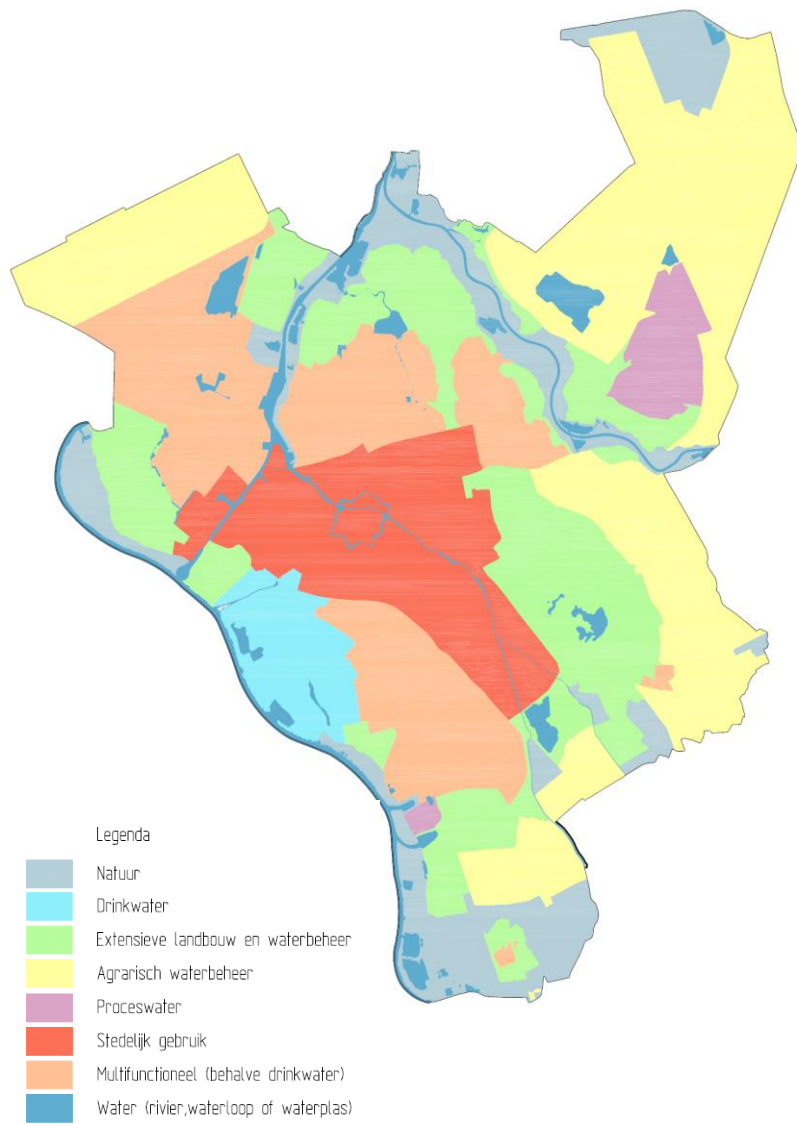 Legenda
Natuur
Drinkwater
Extensieve landbouw en waterbeheer
Agrarisch waterbeheer
Proceswater
Stedelijk gebruik
Multifunctioneel (behalve drinkwater)
Water (rivier,waterloop of waterplas)